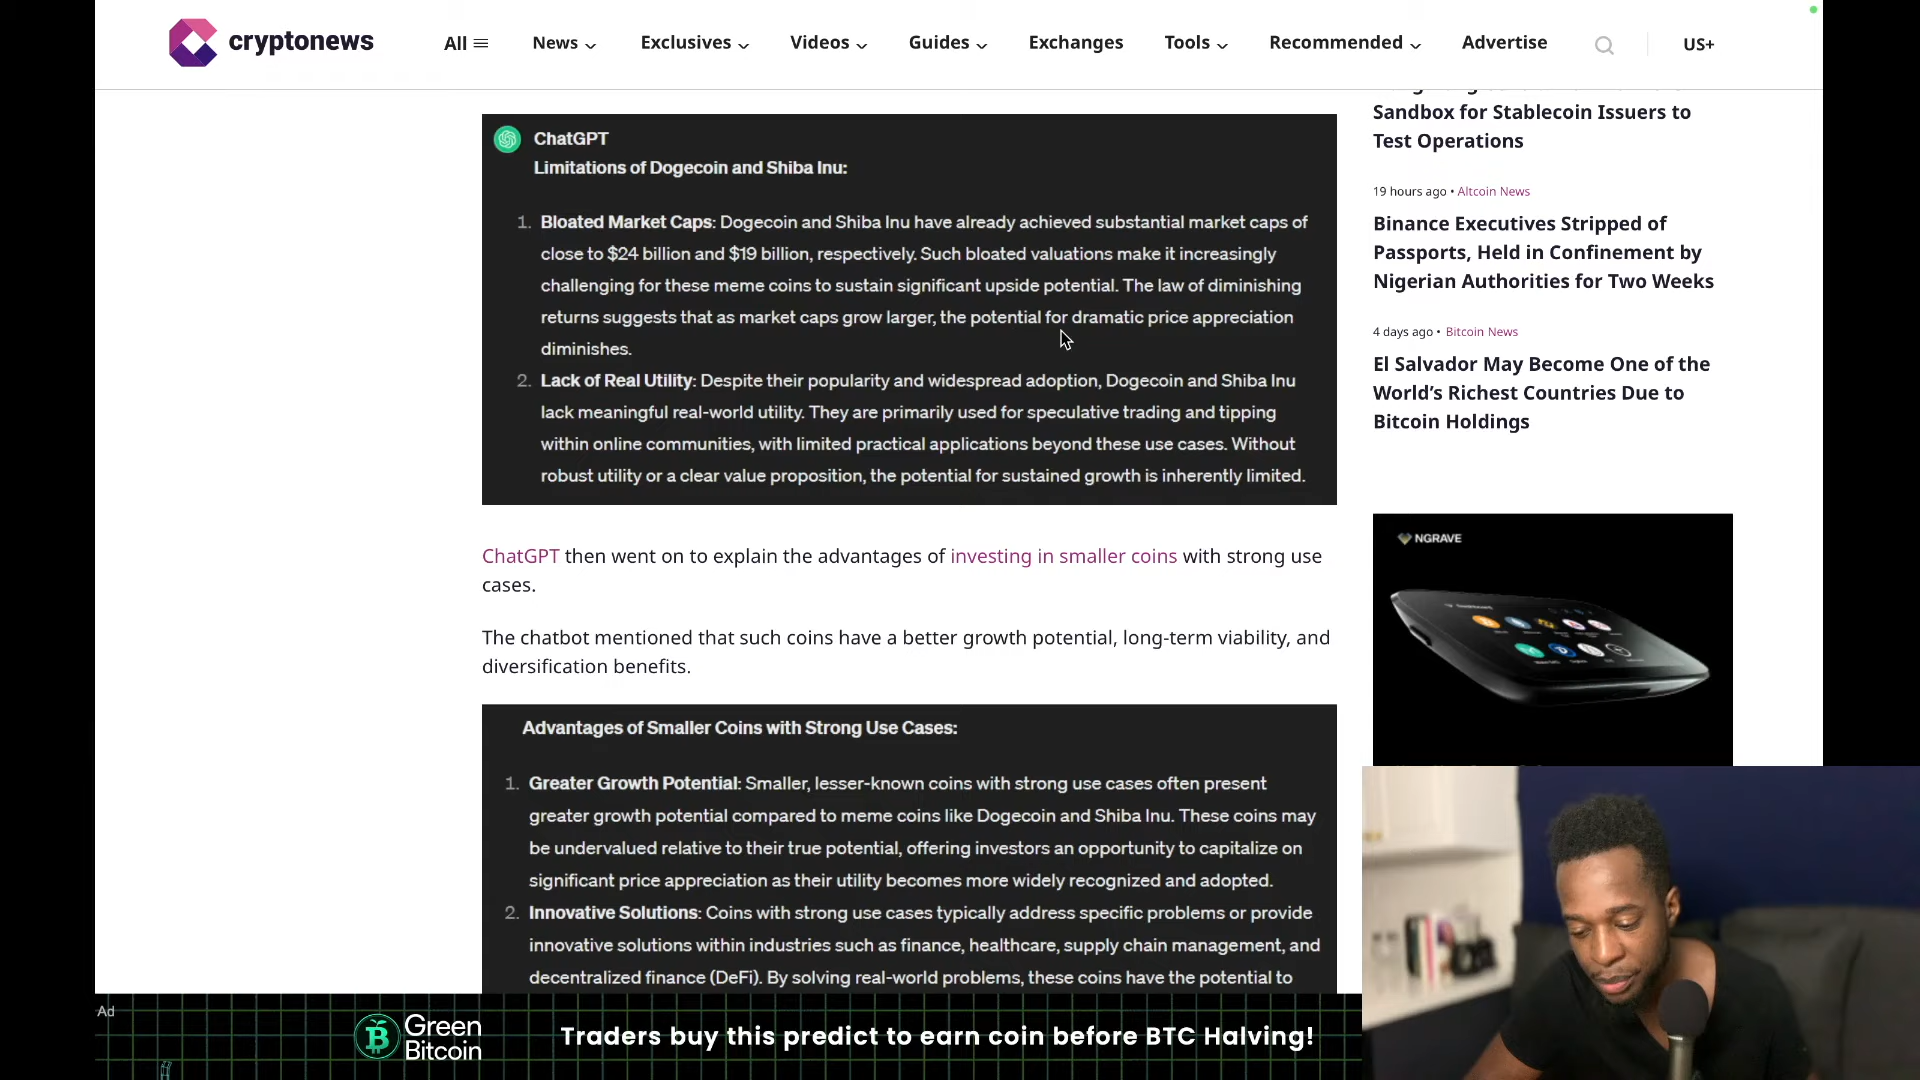 cryptonews
All
News
Exclusives
Videos
Guides
Exchanges
Tools
Recommended
Advertise
US+
ChatGPT
Limitations of Dogecoin and Shiba Inu:
1. Bloated Market Caps: Dogecoin and Shiba Inu have already achieved substantial market caps of
close to $24 billion and $19 billion, respectively. Such bloated valuations make it increasingly
challenging for these meme coins to sustain significant upside potential. The law of diminishing
returns suggests that as market caps grow larger, the potential for dramatic price appreciation
diminishes.
2. Lack of Real Utility: Despite their popularity and widespread adoption, Dogecoin and Shiba Inu
lack meaningful real-world utility. They are primarily used for speculative trading and tipping
within online communities, with limited practical applications beyond these use cases. Without
robust utility or a clear value proposition, the potential for sustained growth is inherently limited.
ChatGPT then went on to explain the advantages of investing in smaller coins with strong use
cases.
The chatbot mentioned that such coins have a better growth potential, long-term viability, and
diversification benefits.
Advantages of Smaller Coins with Strong Use Cases:
1. Greater Growth Potential: Smaller, lesser-known coins with strong use cases often present
greater growth potential compared to meme coins like Dogecoin and Shiba Inu. These coins may
be undervalued relative to their true potential, offering investors an opportunity to capitalize on
significant price appreciation as their utility becomes more widely recognized and adopted.
2. Innovative Solutions: Coins with strong use cases typically address specific problems or provide
innovative solutions within industries such as finance, healthcare, supply chain management, and
decentralized finance (DeFi). By solving real-world problems, these coins have the potential to
Sandbox for Stablecoin Issuers to
Test Operations
19 hours ago • Altcoin News
Binance Executives Stripped of
Passports, Held in Confinement by
Nigerian Authorities for Two Weeks
4 days ago • Bitcoin News
El Salvador May Become One of the
World's Richest Countries Due to
Bitcoin Holdings
NGRAVE
Ad
Green
Bitcoin
Traders buy this predict to earn coin before BTC Halving!